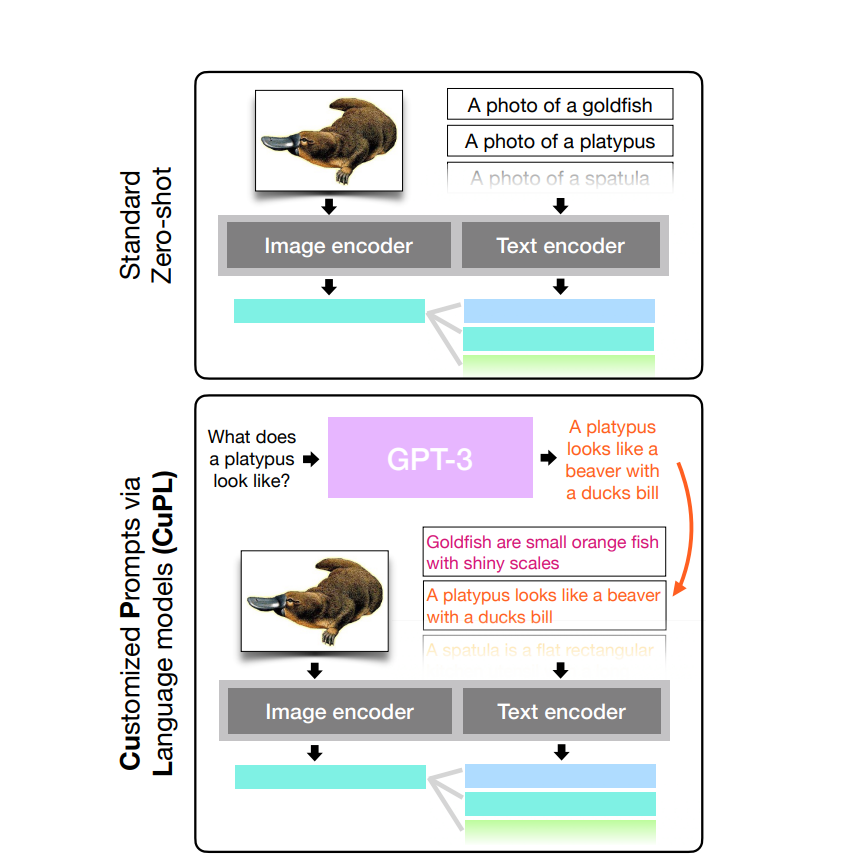 Standard
Zero-shot
A photo of a goldfish
A photo of a platypus
A photo of a spatula
Image encoder
Text encoder
Customized Prompts via
Language models (CuPL)
What does
a platypus
look like?
GPT-3
A platypus
looks like a
beaver with
a ducks bill
Goldfish are small orange fish
with shiny scales
A platypus looks like a beaver
with a ducks bill
A spatula is a flat rectangular
Image encoder
Text encoder